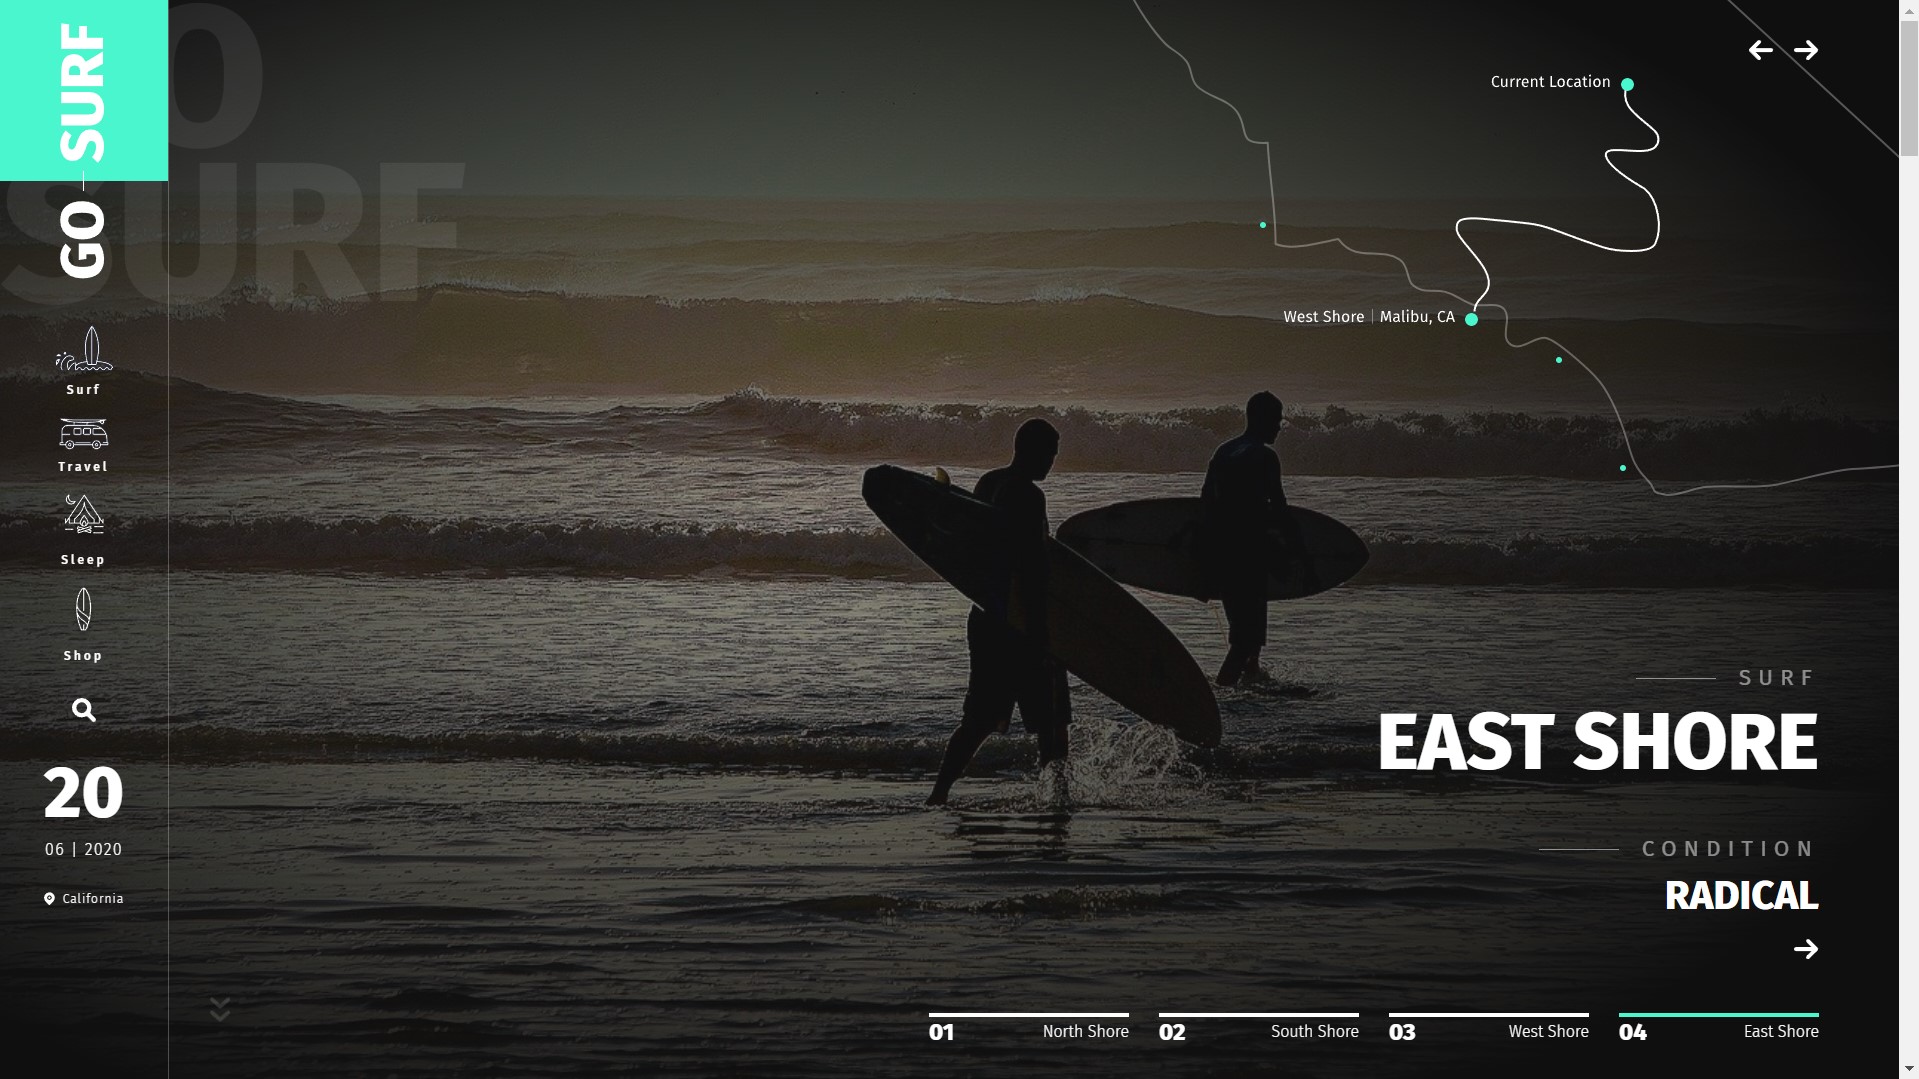 GO SURF
GO
SURF
Surf
Travel
Sleep
Shop
20
06 | 2020
California
Current Location
West Shore | Malibu, CA
SURF
EAST SHORE
CONDITION
RADICAL
01 North Shore
02 South Shore
03 West Shore
04 East Shore